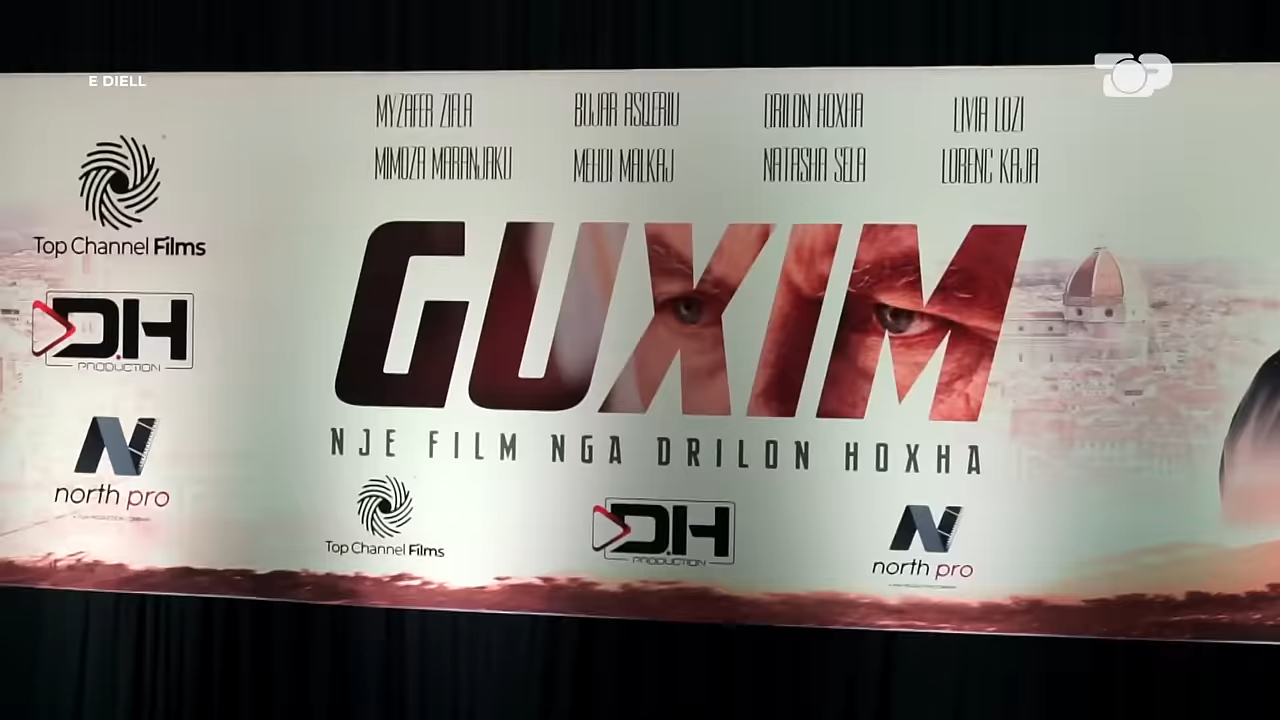 E DIELL
TOP
MYZAFER ZIFLA BUJAR ASQERIU DRILON HOXHA LIVIA LOZI
MIMOZA MARANJAKU MEHDI MALKAJ NATASHA SELA LORENC KAJA
Top Channel Films
GUXIM
D.H
PRODUCTION
NJE FILM NGA DRILON HOXHA
north pro
Top Channel Films
D.H
PRODUCTION
north pro